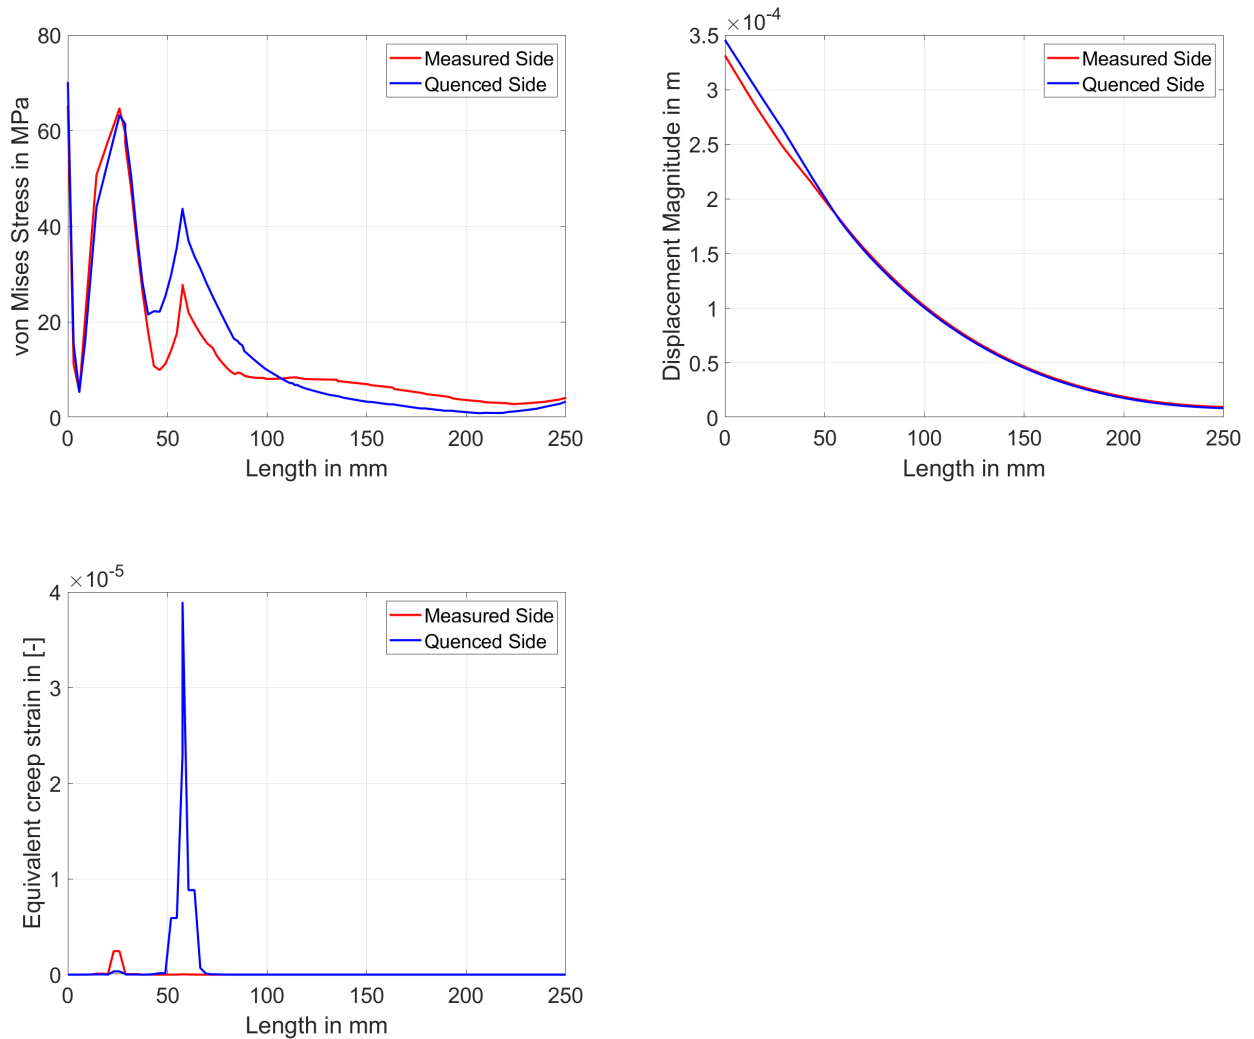 80
60
40
20
0
0 50 100 150 200 250
von Mises Stress in MPa
Length in mm
Measured Side
Quenced Side
×10-4
3.5
3
2.5
2
1.5
1
0.5
0
0 50 100 150 200 250
Displacement Magnitude in m
Length in mm
Measured Side
Quenced Side
×10-5
4
3
2
1
0
0 50 100 150 200 250
Equivalent creep strain in [-]
Length in mm
Measured Side
Quenced Side